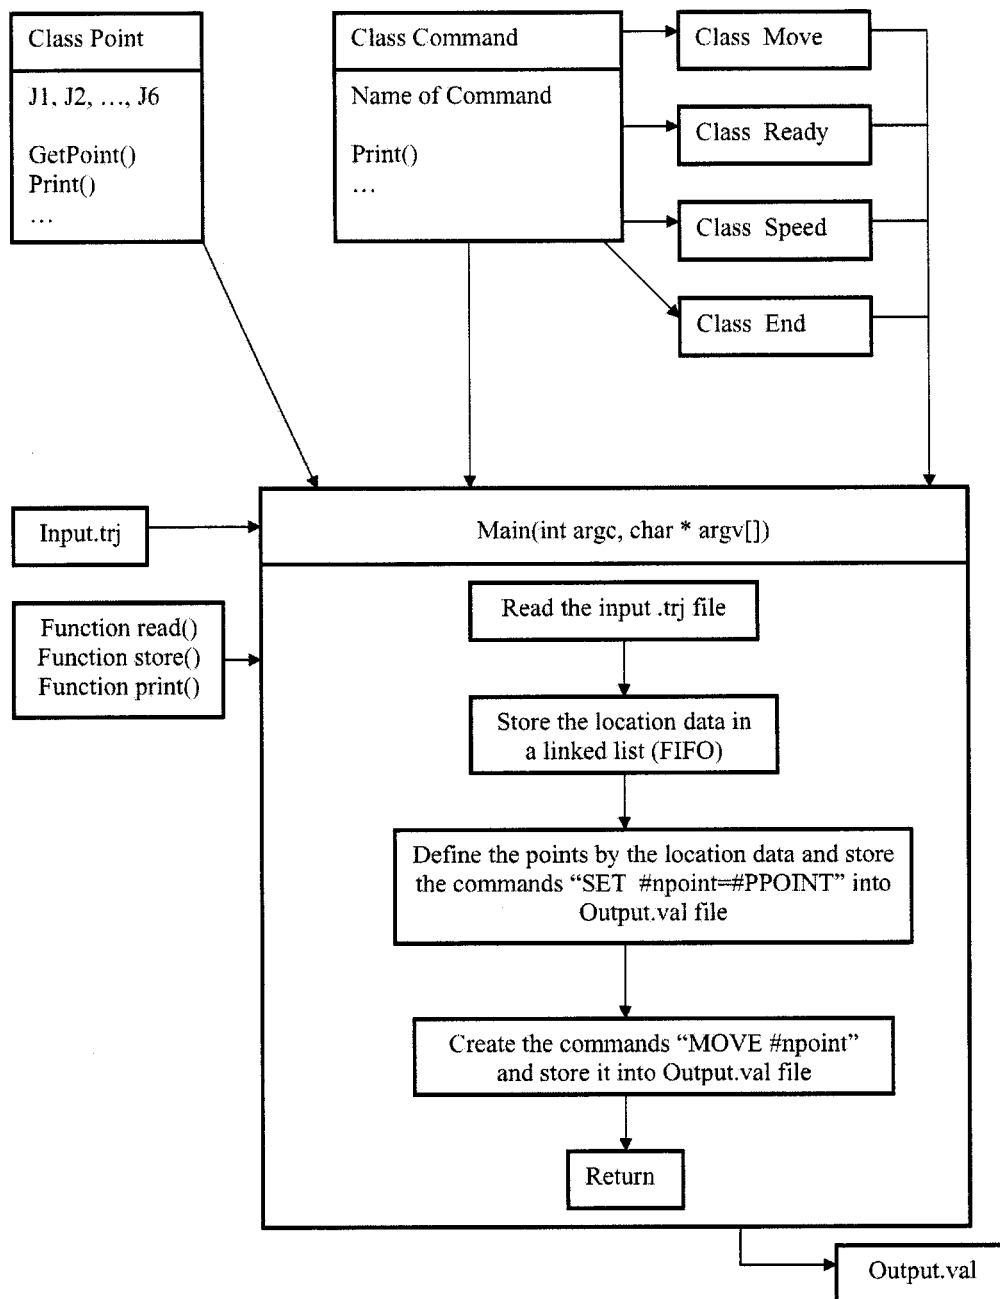 Class Point
J1, J2, …, J6
GetPoint()
Print()
…
Class Command
Name of Command
Print()
…
Class Move
Class Ready
Class Speed
Class End
Input.trj
Function read()
Function store()
Function print()
Main(int argc, char * argv[])
Read the input .trj file
Store the location data in
a linked list (FIFO)
Define the points by the location data and store
the commands “SET #npoint=#PPOINT” into
Output.val file
Create the commands “MOVE #npoint”
and store it into Output.val file
Return
Output.val